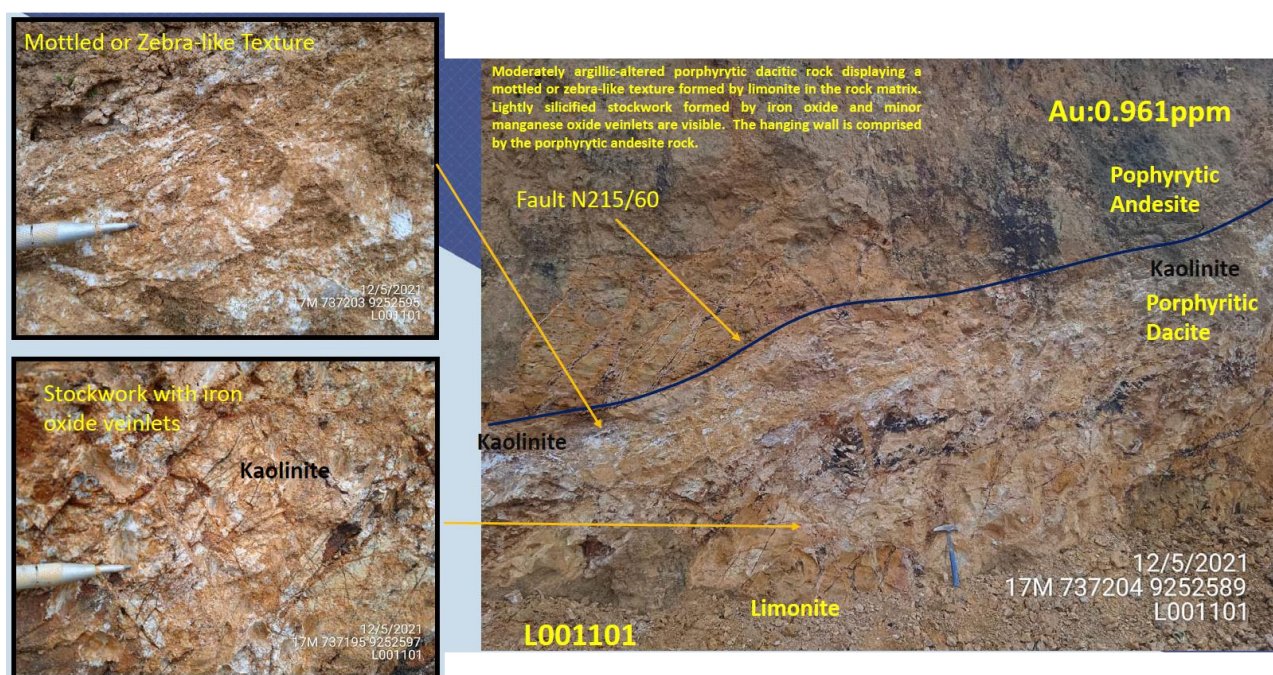 Mottled or Zebra-like Texture
12/5/2021
17M 737203 9252595
L001101
Stockwork with iron
oxide veinlets
Kaolinite
12/5/2021
17M 737195 9252597
L001101
Moderately argillic-altered porphyrytic dacitic rock displaying a
mottled or zebra-like texture formed by limonite in the rock matrix.
Lightly silicified stockwork formed by iron oxide and minor
manganese oxide veinlets are visible. The hanging wall is comprised
by the porphyrytic andesite rock.
Au:0.961ppm
Fault N215/60
Pophyrytic
Andesite
Kaolinite
Porphyritic
Dacite
Kaolinite
Limonite
L001101
12/5/2021
17M 737204 9252589
L001101